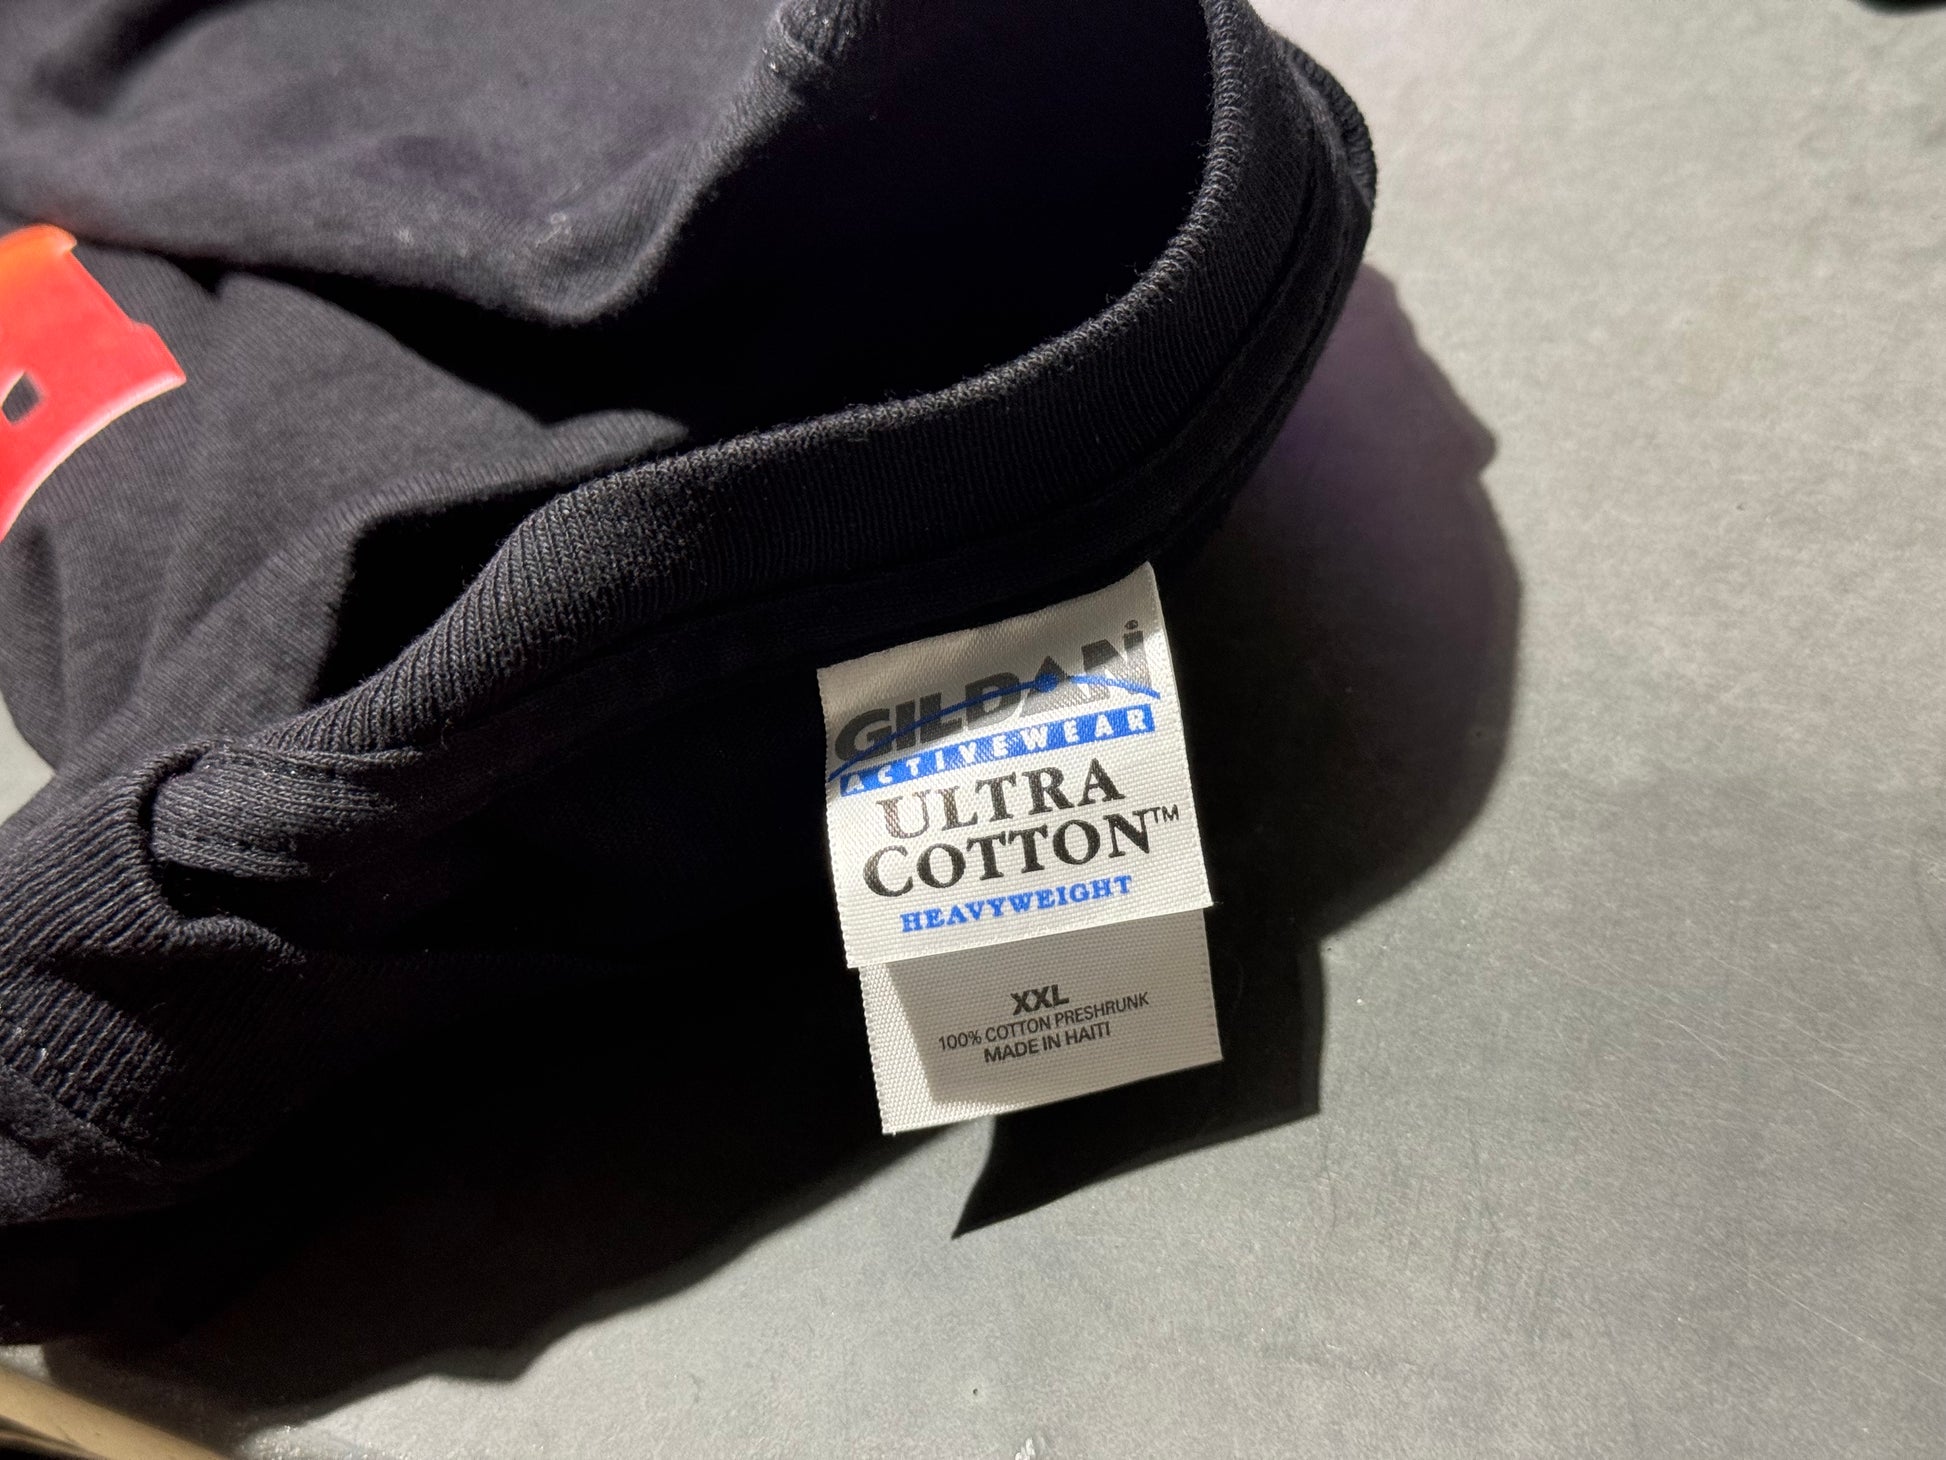 GILDAN
ACTIVEWEAR
ULTRA
COTTON™
HEAVYWEIGHT
XXL
100% COTTON PRESHRUNK
MADE IN HAITI